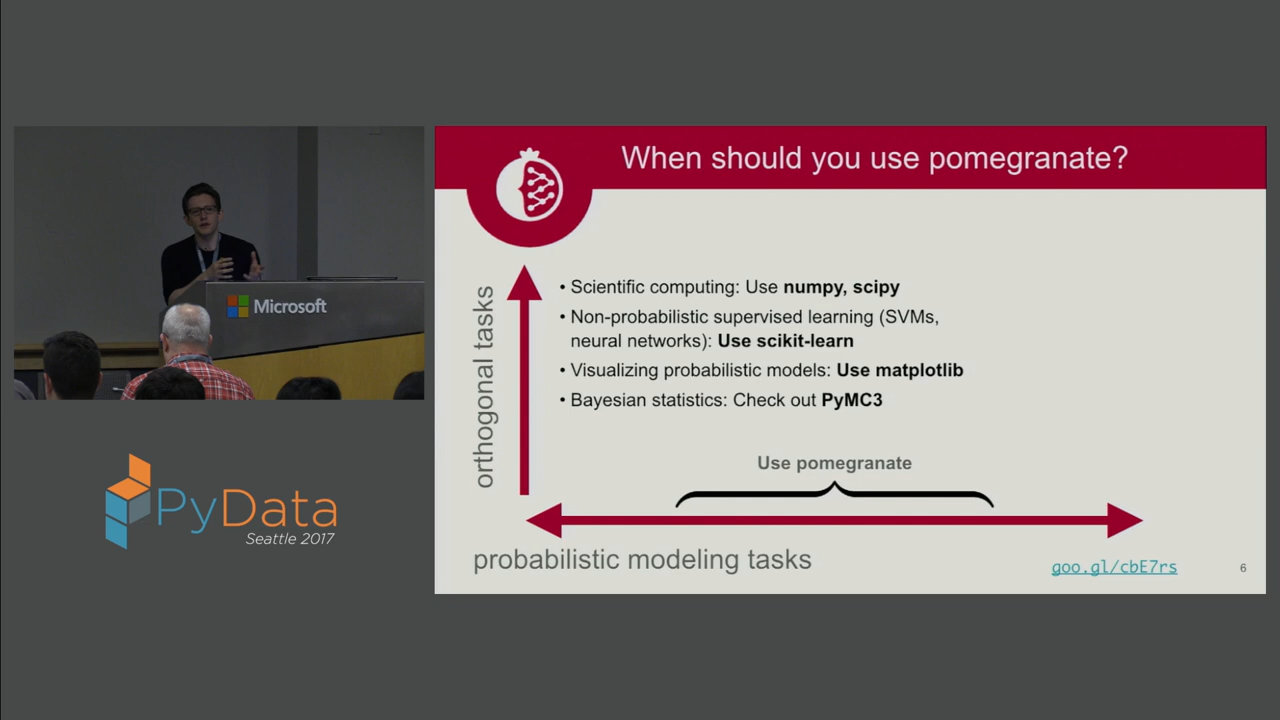 When should you use pomegranate?
orthogonal tasks
• Scientific computing: Use numpy, scipy
• Non-probabilistic supervised learning (SVMs,
neural networks): Use scikit-learn
• Visualizing probabilistic models: Use matplotlib
• Bayesian statistics: Check out PyMC3
Use pomegranate
probabilistic modeling tasks
goo.gl/cbE7rs
6
Microsoft
PyData
Seattle 2017